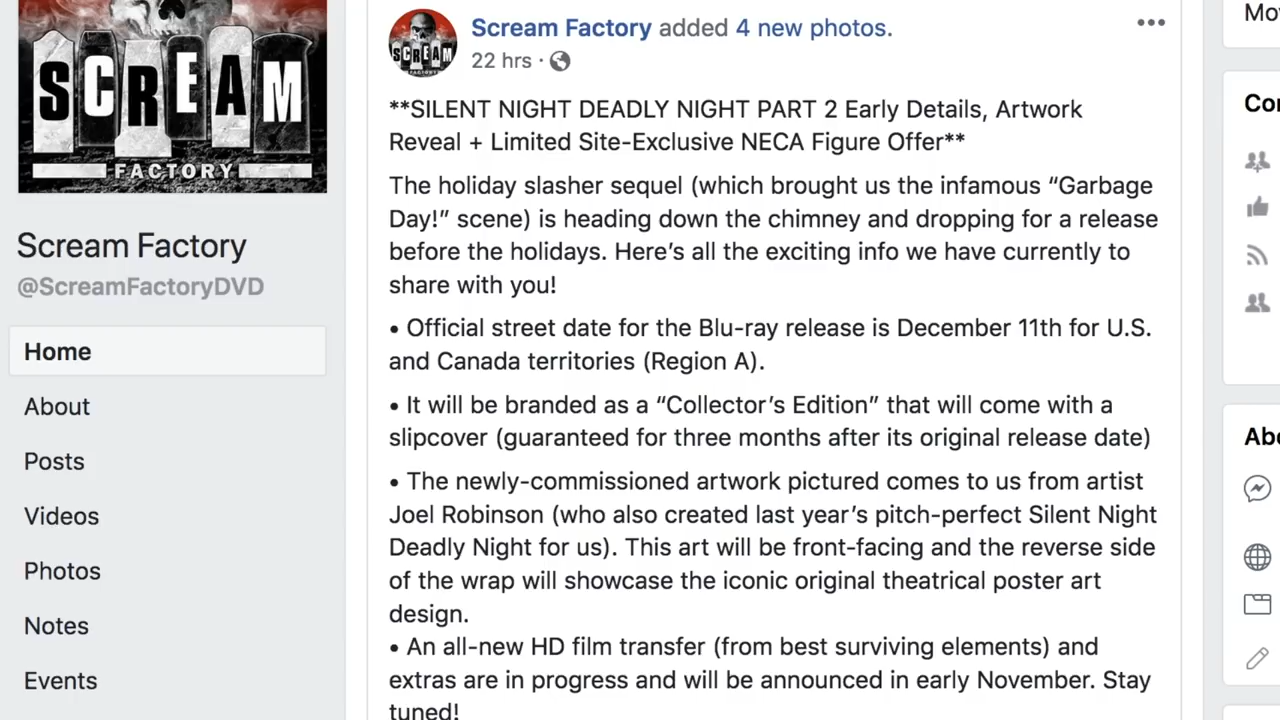 SCREAM
FACTORY
Scream Factory
@ScreamFactoryDVD
Home
About
Posts
Videos
Photos
Notes
Events
SCREAM
FACTORY
Scream Factory added 4 new photos.
22 hrs ·
**SILENT NIGHT DEADLY NIGHT PART 2 Early Details, Artwork
Reveal + Limited Site-Exclusive NECA Figure Offer**
The holiday slasher sequel (which brought us the infamous “Garbage
Day!” scene) is heading down the chimney and dropping for a release
before the holidays. Here’s all the exciting info we have currently to
share with you!
• Official street date for the Blu-ray release is December 11th for U.S.
and Canada territories (Region A).
• It will be branded as a “Collector’s Edition” that will come with a
slipcover (guaranteed for three months after its original release date)
• The newly-commissioned artwork pictured comes to us from artist
Joel Robinson (who also created last year’s pitch-perfect Silent Night
Deadly Night for us). This art will be front-facing and the reverse side
of the wrap will showcase the iconic original theatrical poster art
design.
• An all-new HD film transfer (from best surviving elements) and
extras are in progress and will be announced in early November. Stay
tuned!